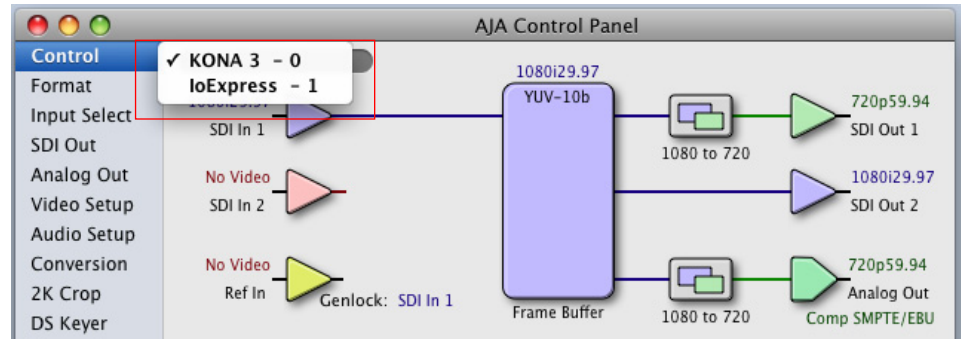 AJA Control Panel
Control
Format
Input Select
SDI Out
Analog Out
Video Setup
Audio Setup
Conversion
2K Crop
DS Keyer
✓ KONA 3 - 0
IoExpress - 1
SDI In 1
No Video
SDI In 2
No Video
Ref In
Genlock: SDI In 1
1080i29.97
YUV-10b
Frame Buffer
1080 to 720
1080 to 720
720p59.94
SDI Out 1
1080i29.97
SDI Out 2
720p59.94
Analog Out
Comp SMPTE/EBU